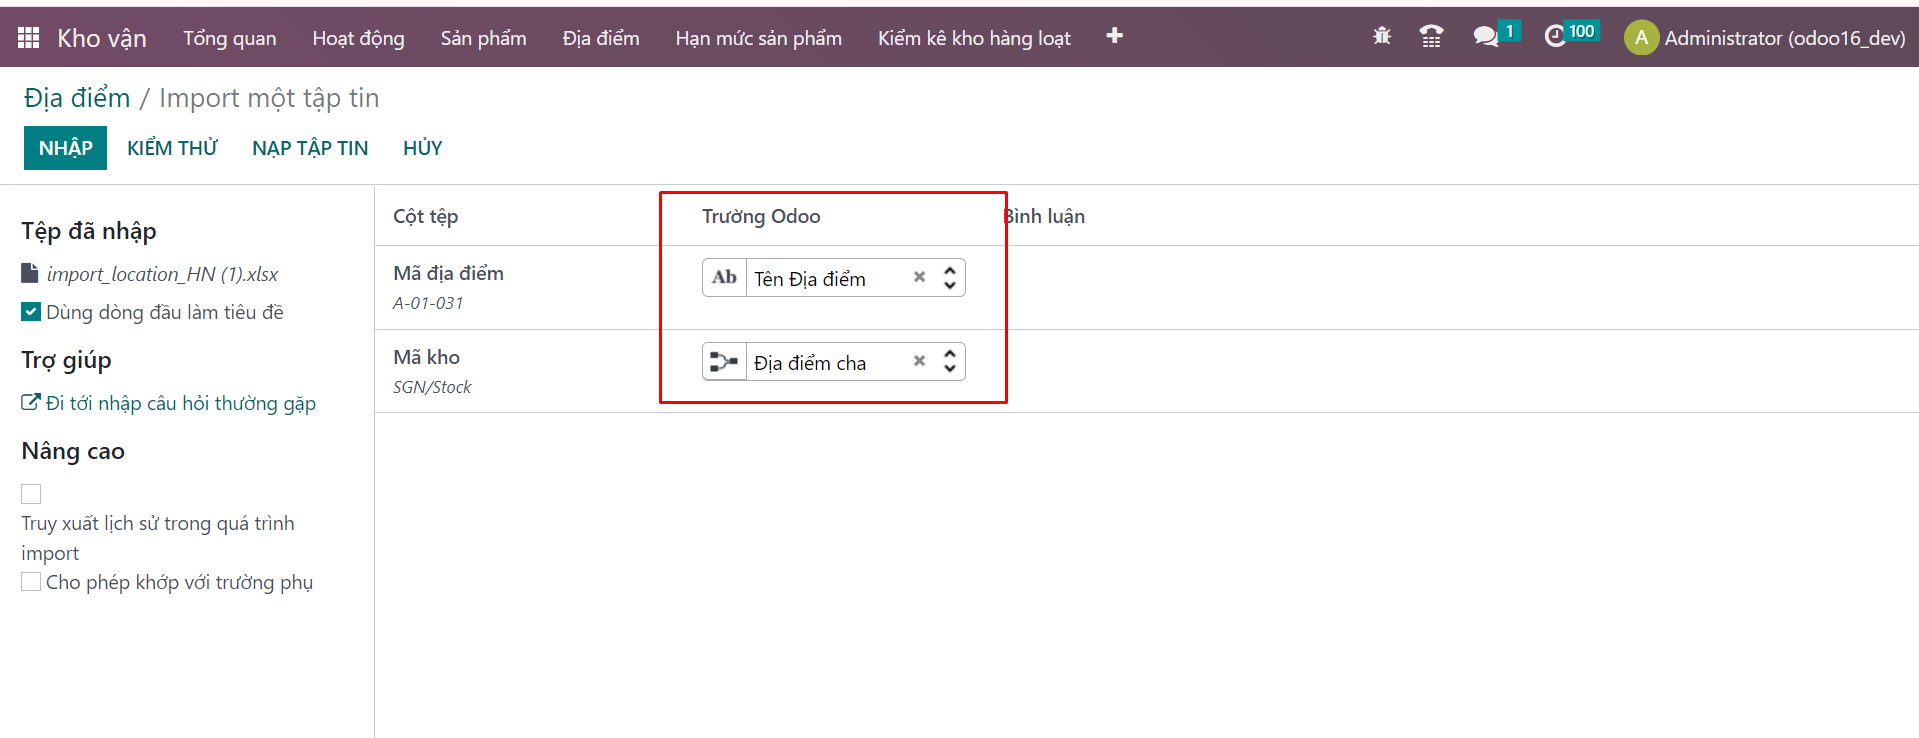 Kho vận Tổng quan Hoạt động Sản phẩm Địa điểm Hạn mức sản phẩm Kiểm kê kho hàng loạt + 1 100 A Administrator (odoo16_dev)
Địa điểm / Import một tập tin
NHẬP KIỂM THỬ NẠP TẬP TIN HỦY
Tệp đã nhập
import_location_HN (1).xlsx
Dùng dòng đầu làm tiêu đề
Trợ giúp
Đi tới nhập câu hỏi thường gặp
Nâng cao
Truy xuất lịch sử trong quá trình
import
Cho phép khớp với trường phụ
Cột tệp Trường Odoo Bình luận
Mã địa điểm Ab Tên Địa điểm
A-01-031
Mã kho Địa điểm cha
SGN/Stock